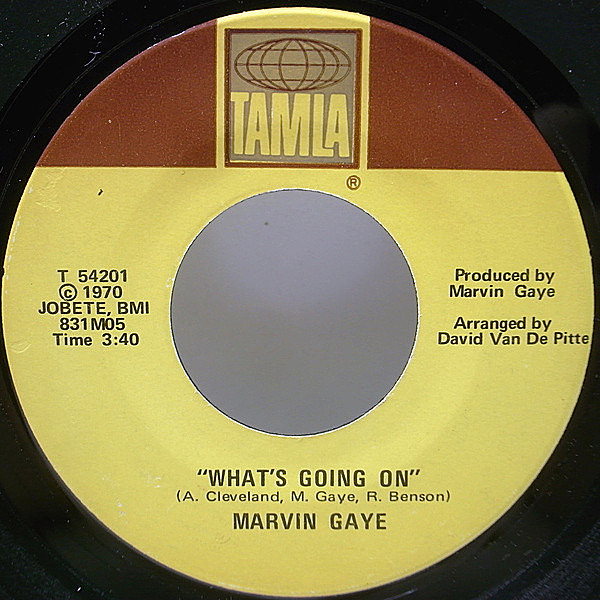 TAMLA
®
T 54201
© 1970
JOBETE, BMI
831M05
Time 3:40
Produced by
Marvin Gaye
Arranged by
David Van De Pitte
"WHAT'S GOING ON"
(A. Cleveland, M. Gaye, R. Benson)
MARVIN GAYE